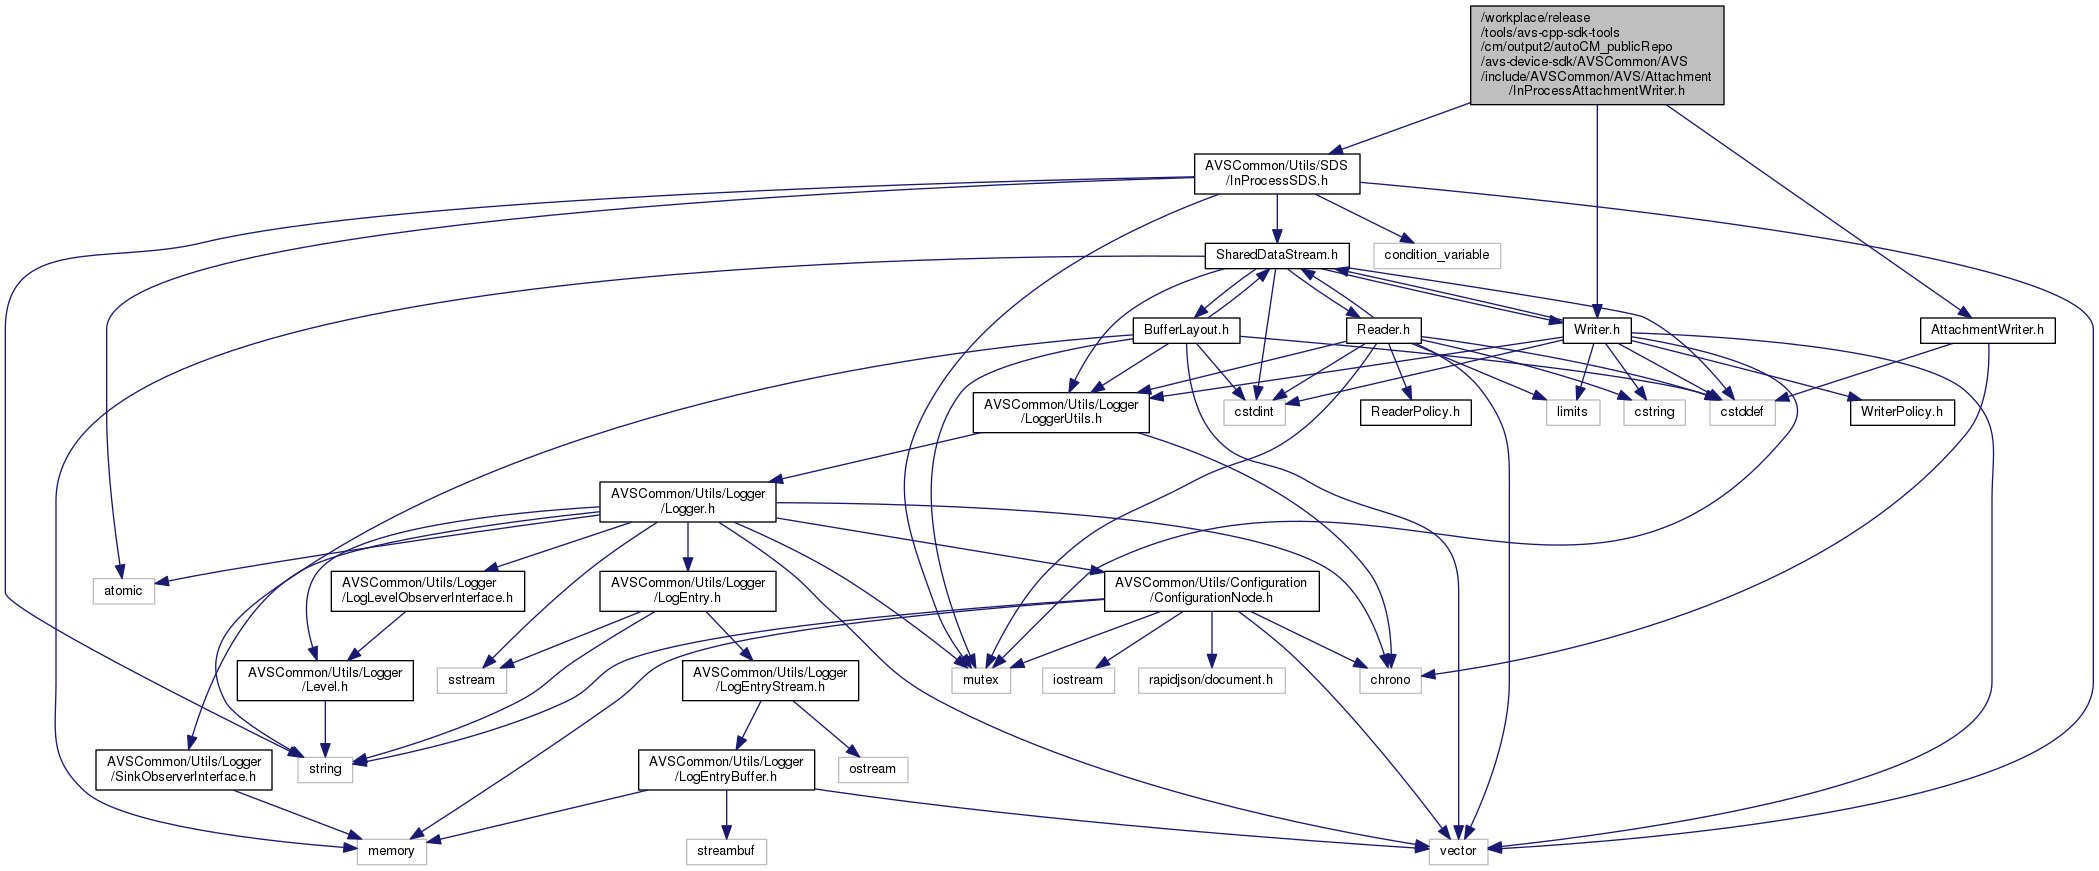 /workplace/release
/tools/avs-cpp-sdk-tools
/cm/output2/autoCM_publicRepo
/avs-device-sdk/AVSCommon/AVS
/include/AVSCommon/AVS/Attachment
/InProcessAttachmentWriter.h
AVSCommon/Utils/SDS
/InProcessSDS.h
SharedDataStream.h
condition_variable
BufferLayout.h
Reader.h
Writer.h
AttachmentWriter.h
AVSCommon/Utils/Logger
/LoggerUtils.h
cstdint
ReaderPolicy.h
limits
cstring
cstddef
WriterPolicy.h
AVSCommon/Utils/Logger
/Logger.h
atomic
AVSCommon/Utils/Logger
/LogLevelObserverInterface.h
AVSCommon/Utils/Logger
/LogEntry.h
AVSCommon/Utils/Configuration
/ConfigurationNode.h
AVSCommon/Utils/Logger
/Level.h
sstream
AVSCommon/Utils/Logger
/LogEntryStream.h
mutex
iostream
rapidjson/document.h
chrono
AVSCommon/Utils/Logger
/SinkObserverInterface.h
string
AVSCommon/Utils/Logger
/LogEntryBuffer.h
ostream
memory
streambuf
vector